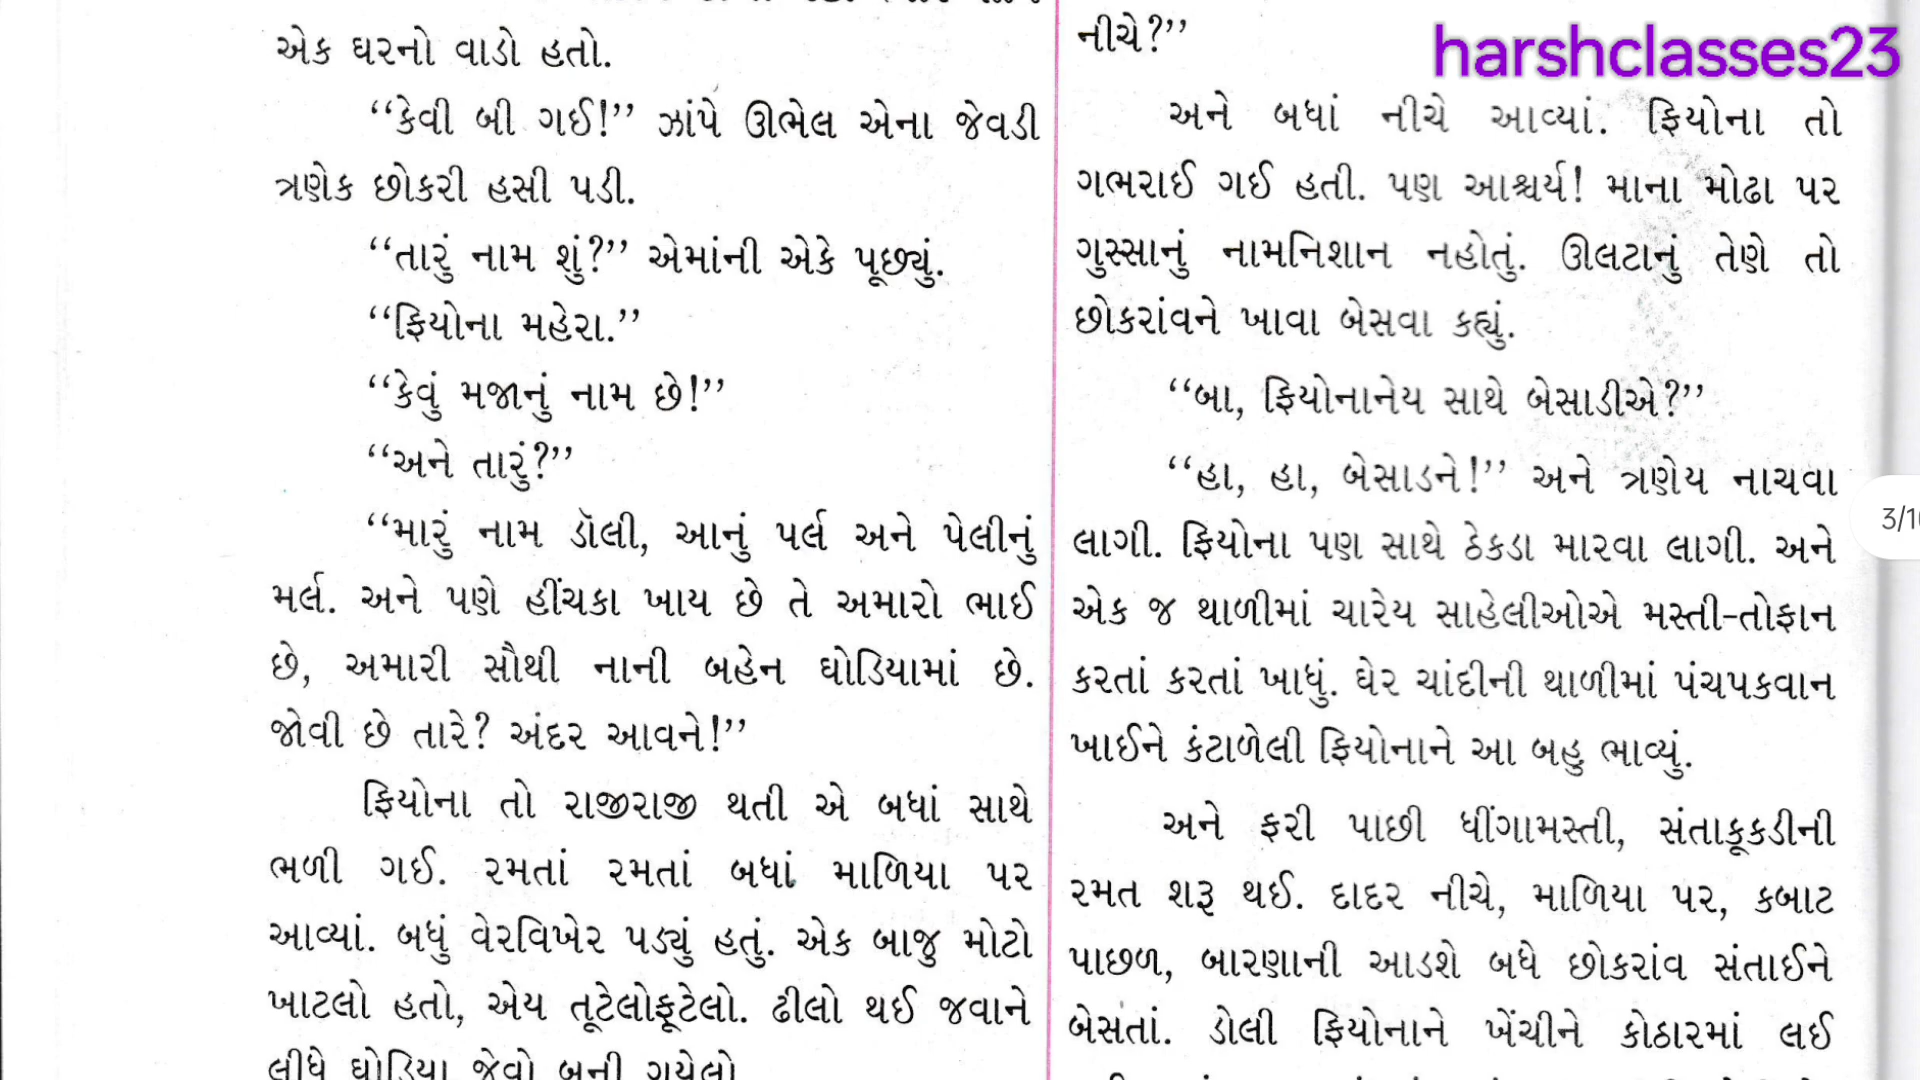 એક ઘરનો વાડો હતો.
“કેવી બી ગઈ!” ઝાંપે ઊભેલ એના જેવડી
ત્રણેક છોકરી હસી પડી.
“તારું નામ શું?” એમાંની એકે પૂછ્યું.
“ફિયોના મહેરા.”
“કેવું મજાનું નામ છે!”
“અને તારું?”
“મારું નામ ડૉલી, આનું પર્લ અને પેલીનું
મર્લ. અને પણે હીંચકા ખાય છે તે અમારો ભાઈ
છે, અમારી સૌથી નાની બહેન ઘોડિયામાં છે.
જોવી છે તારે? અંદર આવને!”
ફિયોના તો રાજીરાજી થતી એ બધાં સાથે
ભળી ગઈ. રમતાં રમતાં બધાં માળિયા પર
આવ્યાં. બધું વેરવિખેર પડ્યું હતું. એક બાજુ મોટો
ખાટલો હતો, એય તૂટેલોફૂટેલો. ઢીલો થઈ જવાને
લીધે ઘોડિયા જેવો બની ગયેલો
નીચે?”
અને બધાં નીચે આવ્યાં. ફિયોના તો
ગભરાઈ ગઈ હતી. પણ આશ્ચર્ય! માના મોઢા પર
ગુસ્સાનું નામનિશાન નહોતું. ઊલટાનું તેણે તો
છોકરાંવને ખાવા બેસવા કહ્યું.
“બા, ફિયોનાનેય સાથે બેસાડીએ?”
“હા, હા, બેસાડને!” અને ત્રણેય નાચવા
લાગી. ફિયોના પણ સાથે ઠેકડા મારવા લાગી. અને
એક જ થાળીમાં ચારેય સાહેલીઓએ મસ્તી-તોફાન
કરતાં કરતાં ખાધું. ઘેર ચાંદીની થાળીમાં પંચપકવાન
ખાઈને કંટાળેલી ફિયોનાને આ બહુ ભાવ્યું.
અને ફરી પાછી ધીંગામસ્તી, સંતાકૂકડીની
રમત શરૂ થઈ. દાદર નીચે, માળિયા પર, કબાટ
પાછળ, બારણાની આડશે બધે છોકરાંવ સંતાઈને
બેસતાં. ડોલી ફિયોનાને ખેંચીને કોઠારમાં લઈ
harshclasses23